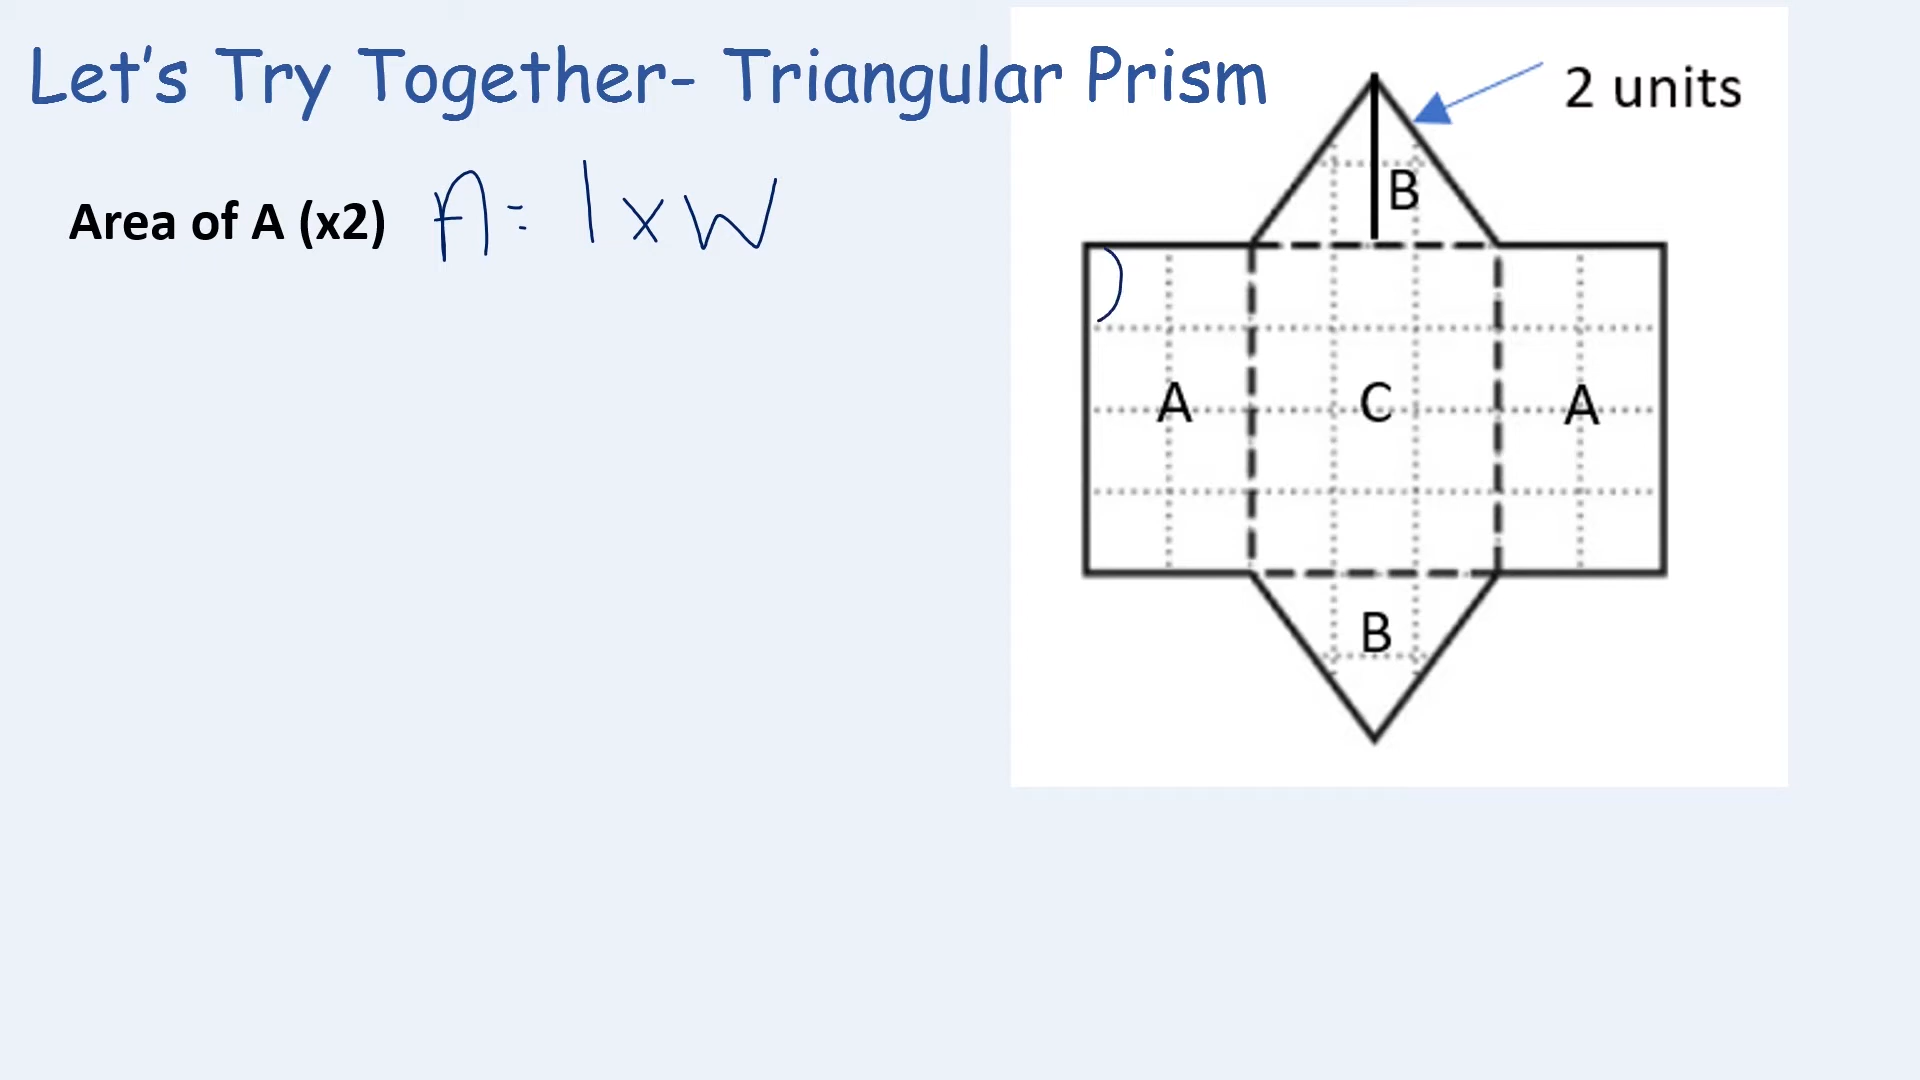 Let's Try Together- Triangular Prism
2 units
Area of A (x2) A = l x w
B
A
C
A
B